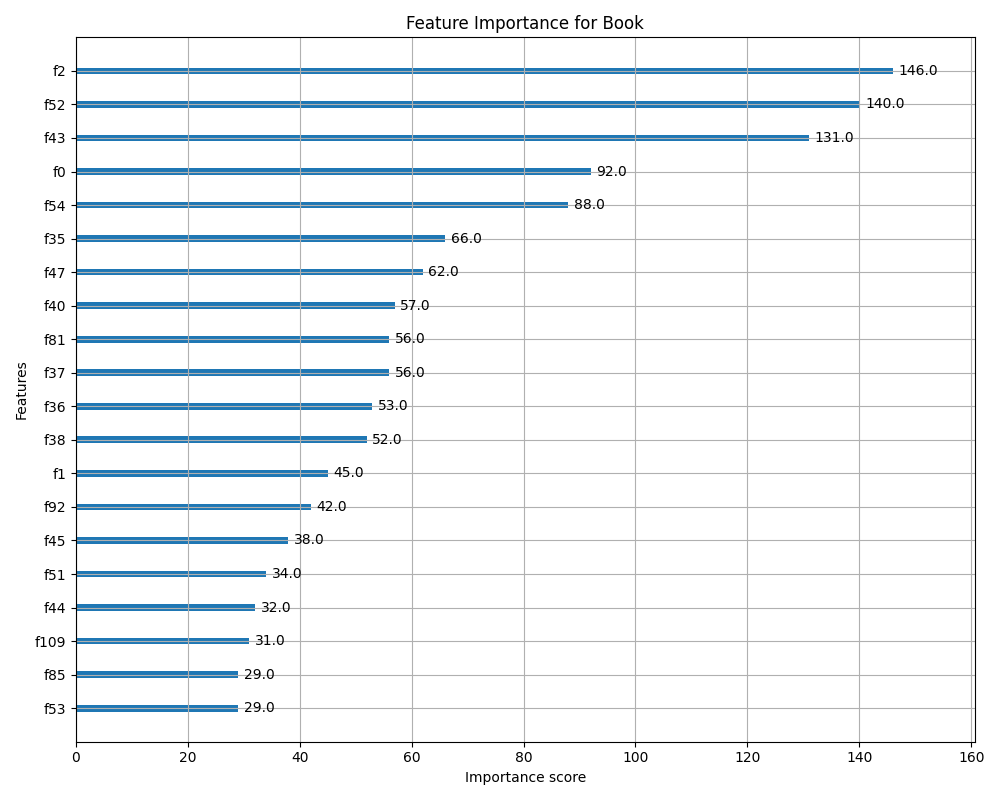 Feature Importance for Book
Features
f2 146.0
f52 140.0
f43 131.0
f0 92.0
f54 88.0
f35 66.0
f47 62.0
f40 57.0
f81 56.0
f37 56.0
f36 53.0
f38 52.0
f1 45.0
f92 42.0
f45 38.0
f51 34.0
f44 32.0
f109 31.0
f85 29.0
f53 29.0
0 20 40 60 80 100 120 140 160
Importance score